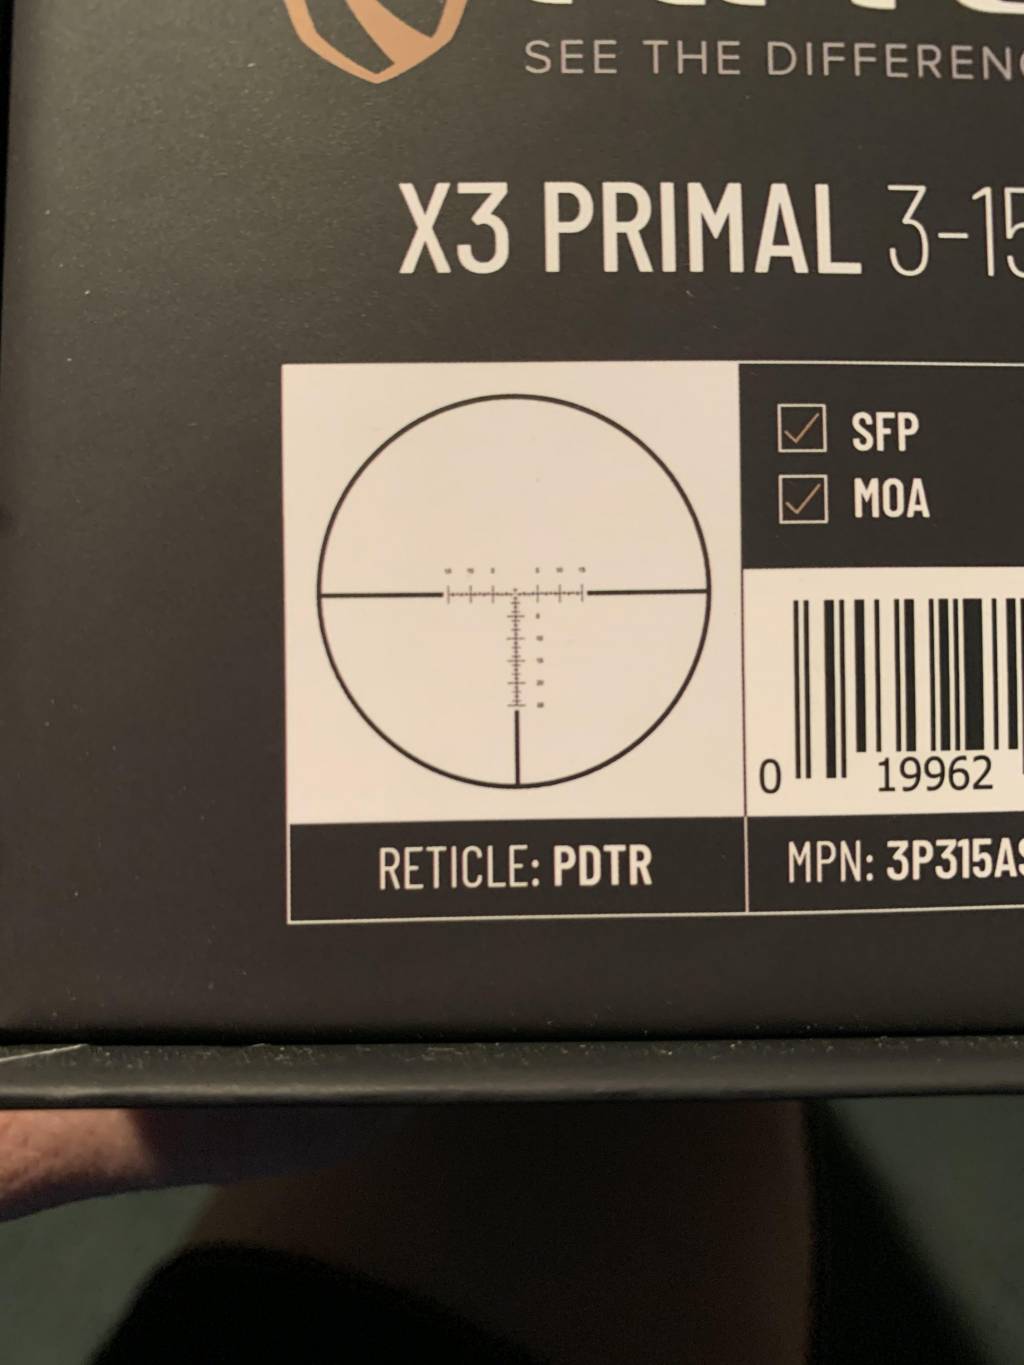 SEE THE DIFFEREN
X3 PRIMAL 3-15
SFP
MOA
0 19962
RETICLE: PDTR
MPN: 3P315AS